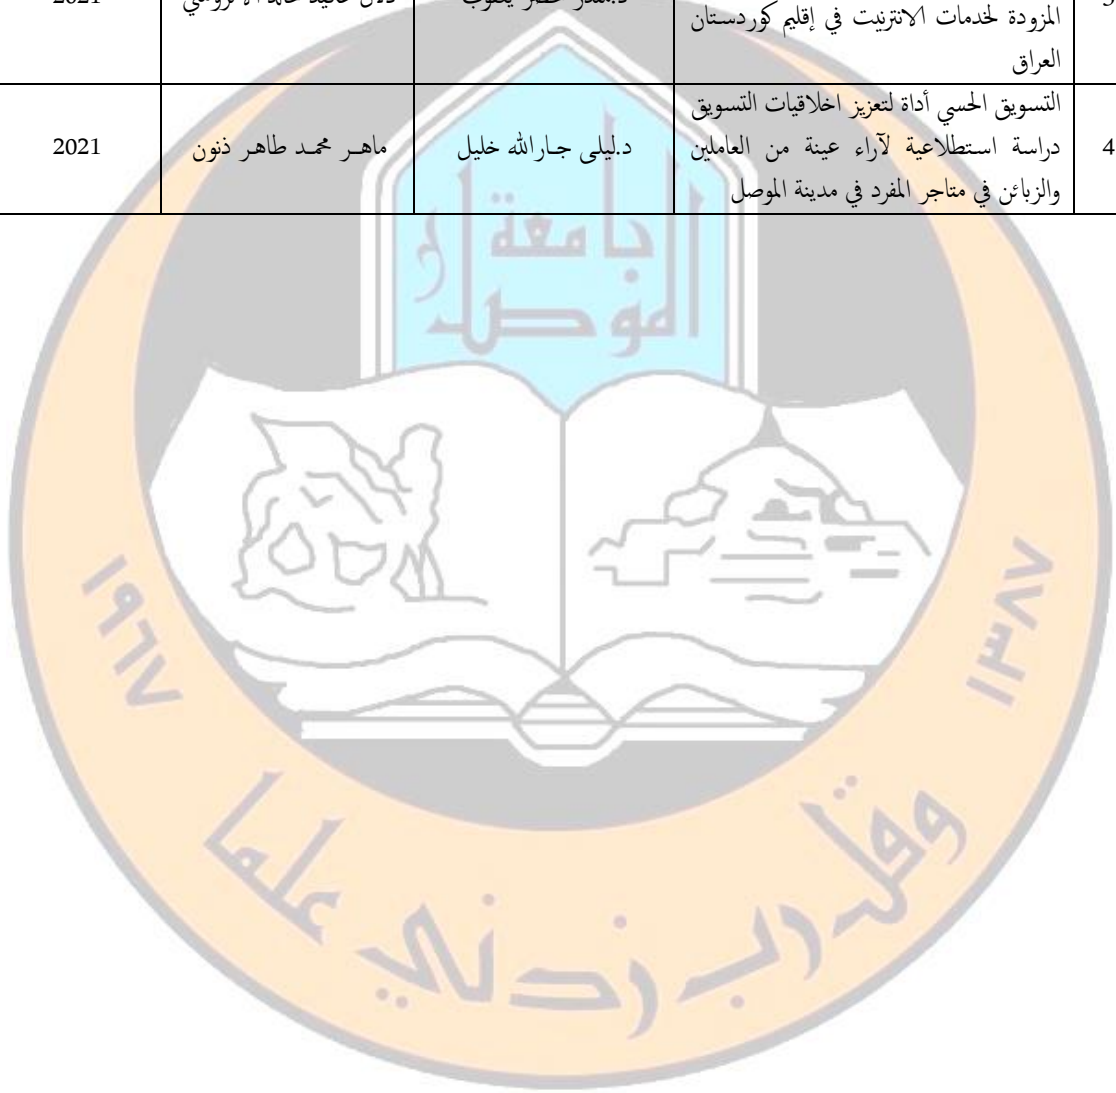 المزودة لخدمات الانترنيت في إقليم كوردستان
العراق
4
التسويق الحسي أداة لتعزيز اخلاقيات التسويق
دراسة استطلاعية لآراء عينة من العاملين
والزبائن في متاجر المفرد في مدينة الموصل
د.ليلى جارالله خليل
ماهر محمد طاهر ذنون
2021
جامعة
الموصل
١٣٨٧
١٩٦٧
وقل رب زدني علما